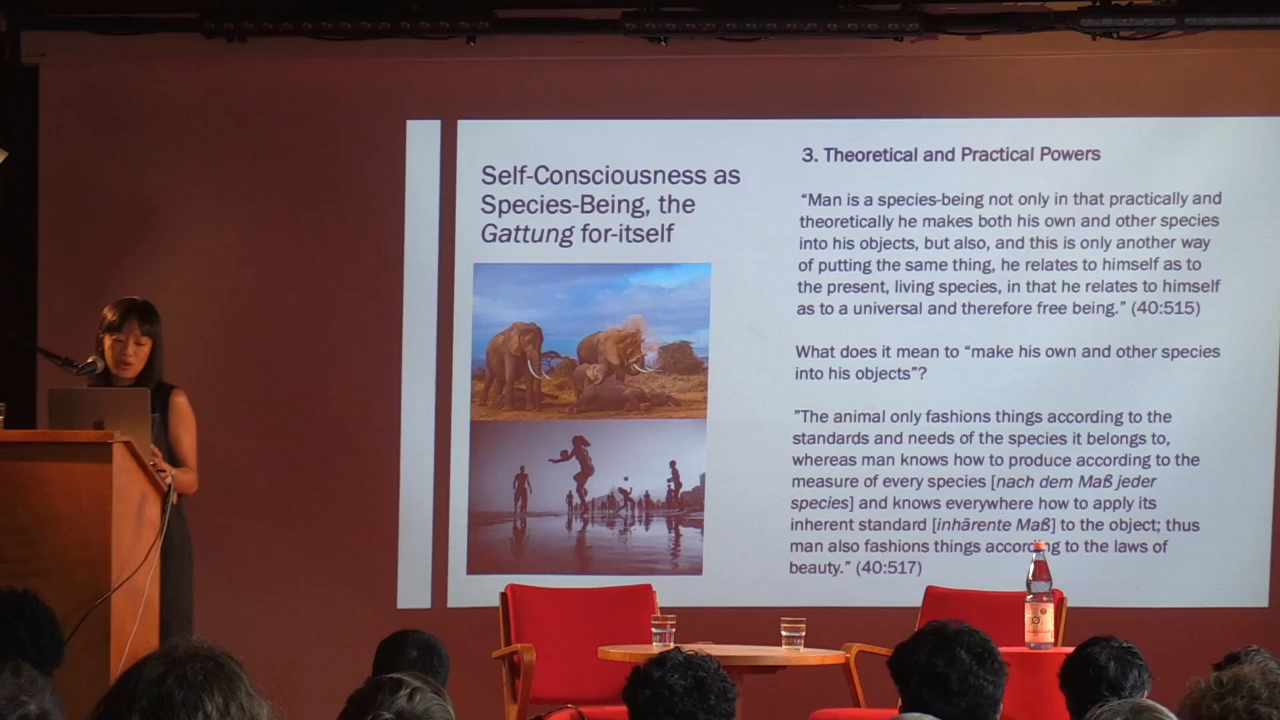 Self-Consciousness as
Species-Being, the
Gattung for-itself
3. Theoretical and Practical Powers
“Man is a species-being not only in that practically and
theoretically he makes both his own and other species
into his objects, but also, and this is only another way
of putting the same thing, he relates to himself as to
the present, living species, in that he relates to himself
as to a universal and therefore free being.” (40:515)
What does it mean to “make his own and other species
into his objects”?
”The animal only fashions things according to the
standards and needs of the species it belongs to,
whereas man knows how to produce according to the
measure of every species [nach dem Maß jeder
species] and knows everywhere how to apply its
inherent standard [inhärente Maß] to the object; thus
man also fashions things according to the laws of
beauty.” (40:517)